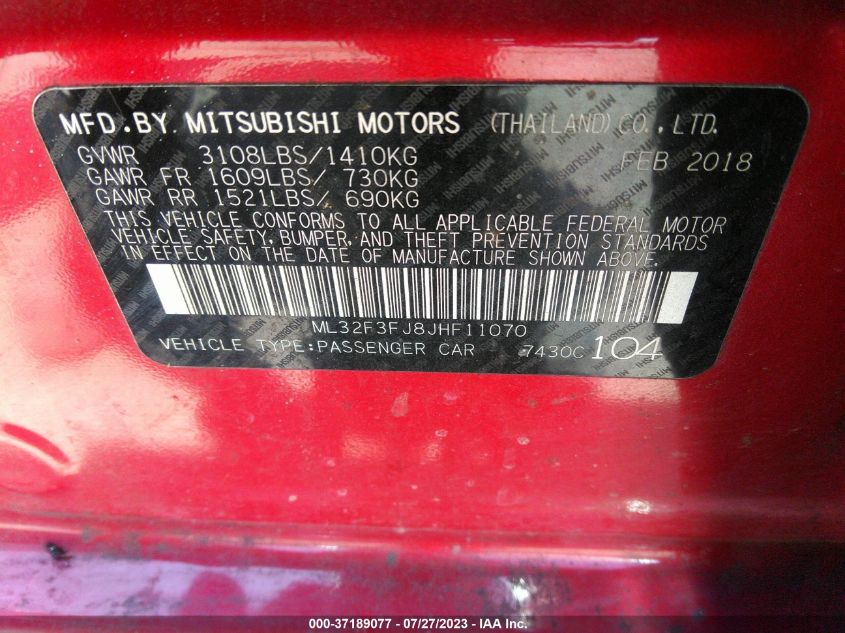 MFD.BY MITSUBISHI MOTORS (THAILAND) CO., LTD.
GVWR 3108LBS/1410KG FEB 2018
GAWR FR 1609LBS/ 730KG
GAWR RR 1521LBS/ 690KG
THIS VEHICLE CONFORMS TO ALL APPLICABLE FEDERAL MOTOR
VEHICLE SAFETY, BUMPER, AND THEFT PREVENTION STANDARDS
IN EFFECT ON THE DATE OF MANUFACTURE SHOWN ABOVE.
ML32F3FJ8JHF11070
VEHICLE TYPE:PASSENGER CAR 7430C 104
000-37189077 - 07/27/2023 - IAA Inc.